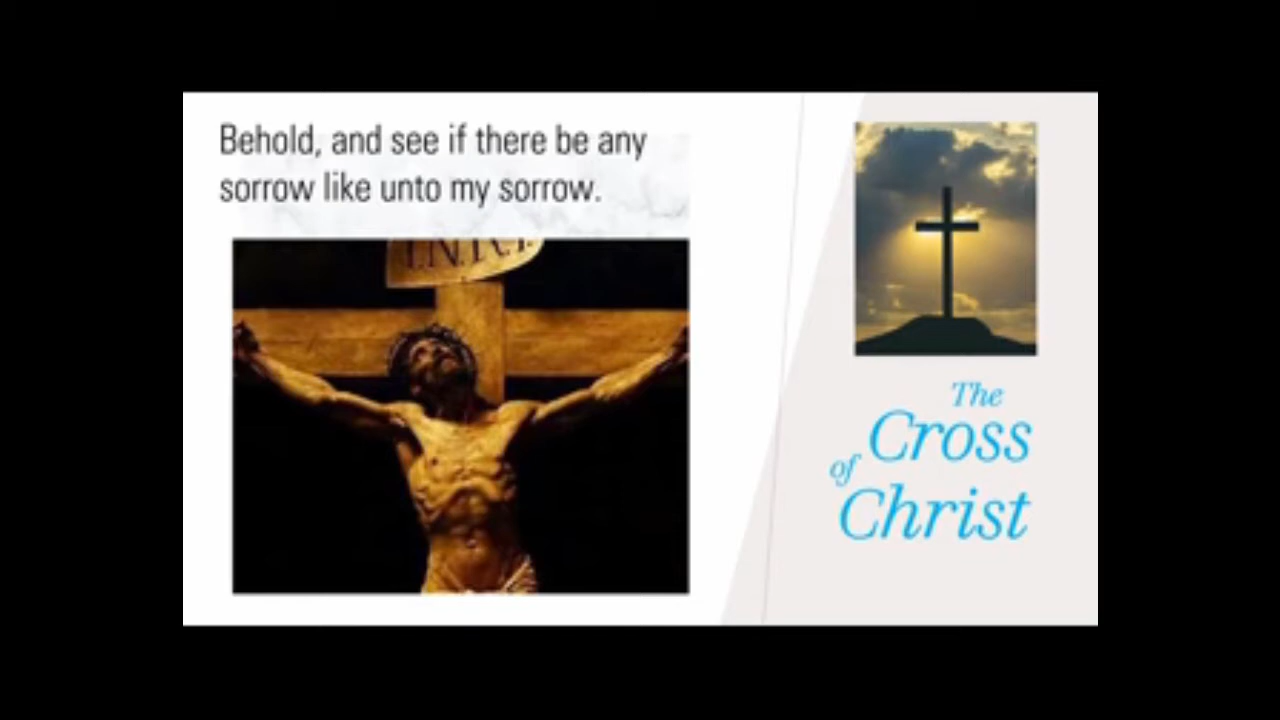 Behold, and see if there be any
sorrow like unto my sorrow.
I.N.R.I.
The
Cross
of
Christ